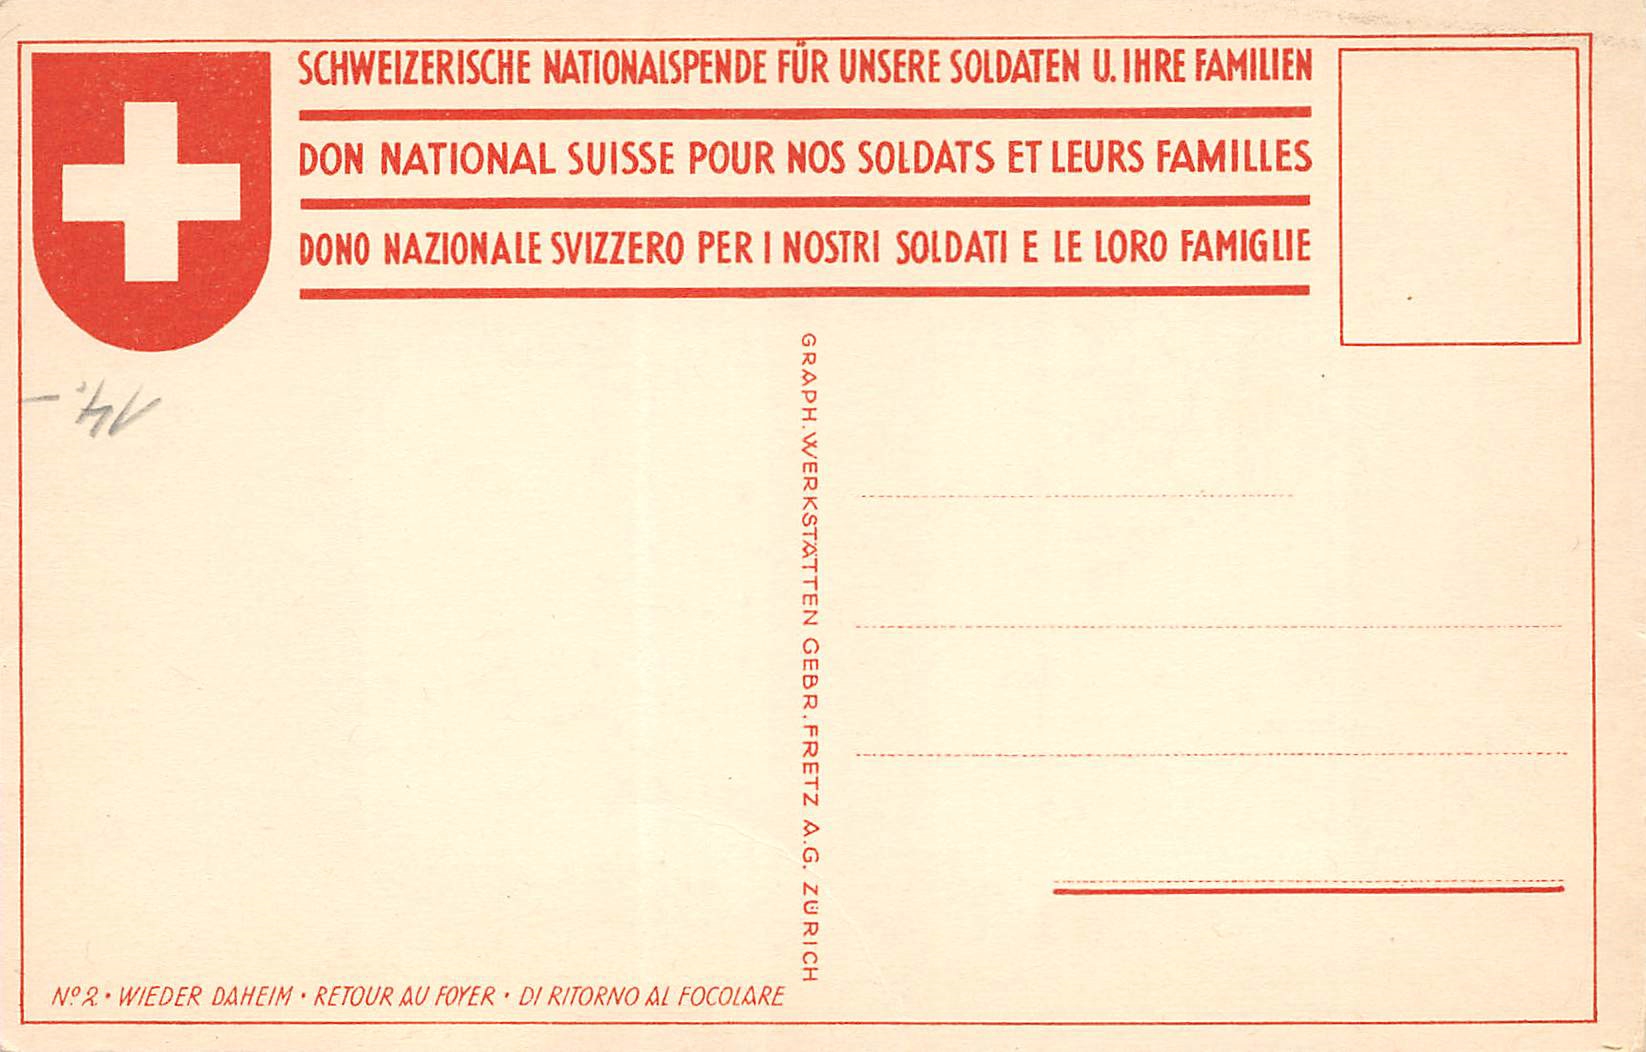 SCHWEIZERISCHE NATIONALSPENDE FÜR UNSERE SOLDATEN U. IHRE FAMILIEN
DON NATIONAL SUISSE POUR NOS SOLDATS ET LEURS FAMILLES
DONO NAZIONALE SVIZZERO PER I NOSTRI SOLDATI E LE LORO FAMIGLIE
14.-
GRAPH. WERKSTÄTTEN GEBR. FRETZ A.G. ZÜRICH
Nº 2 • WIEDER DAHEIM • RETOUR AU FOYER • DI RITORNO AL FOCOLARE